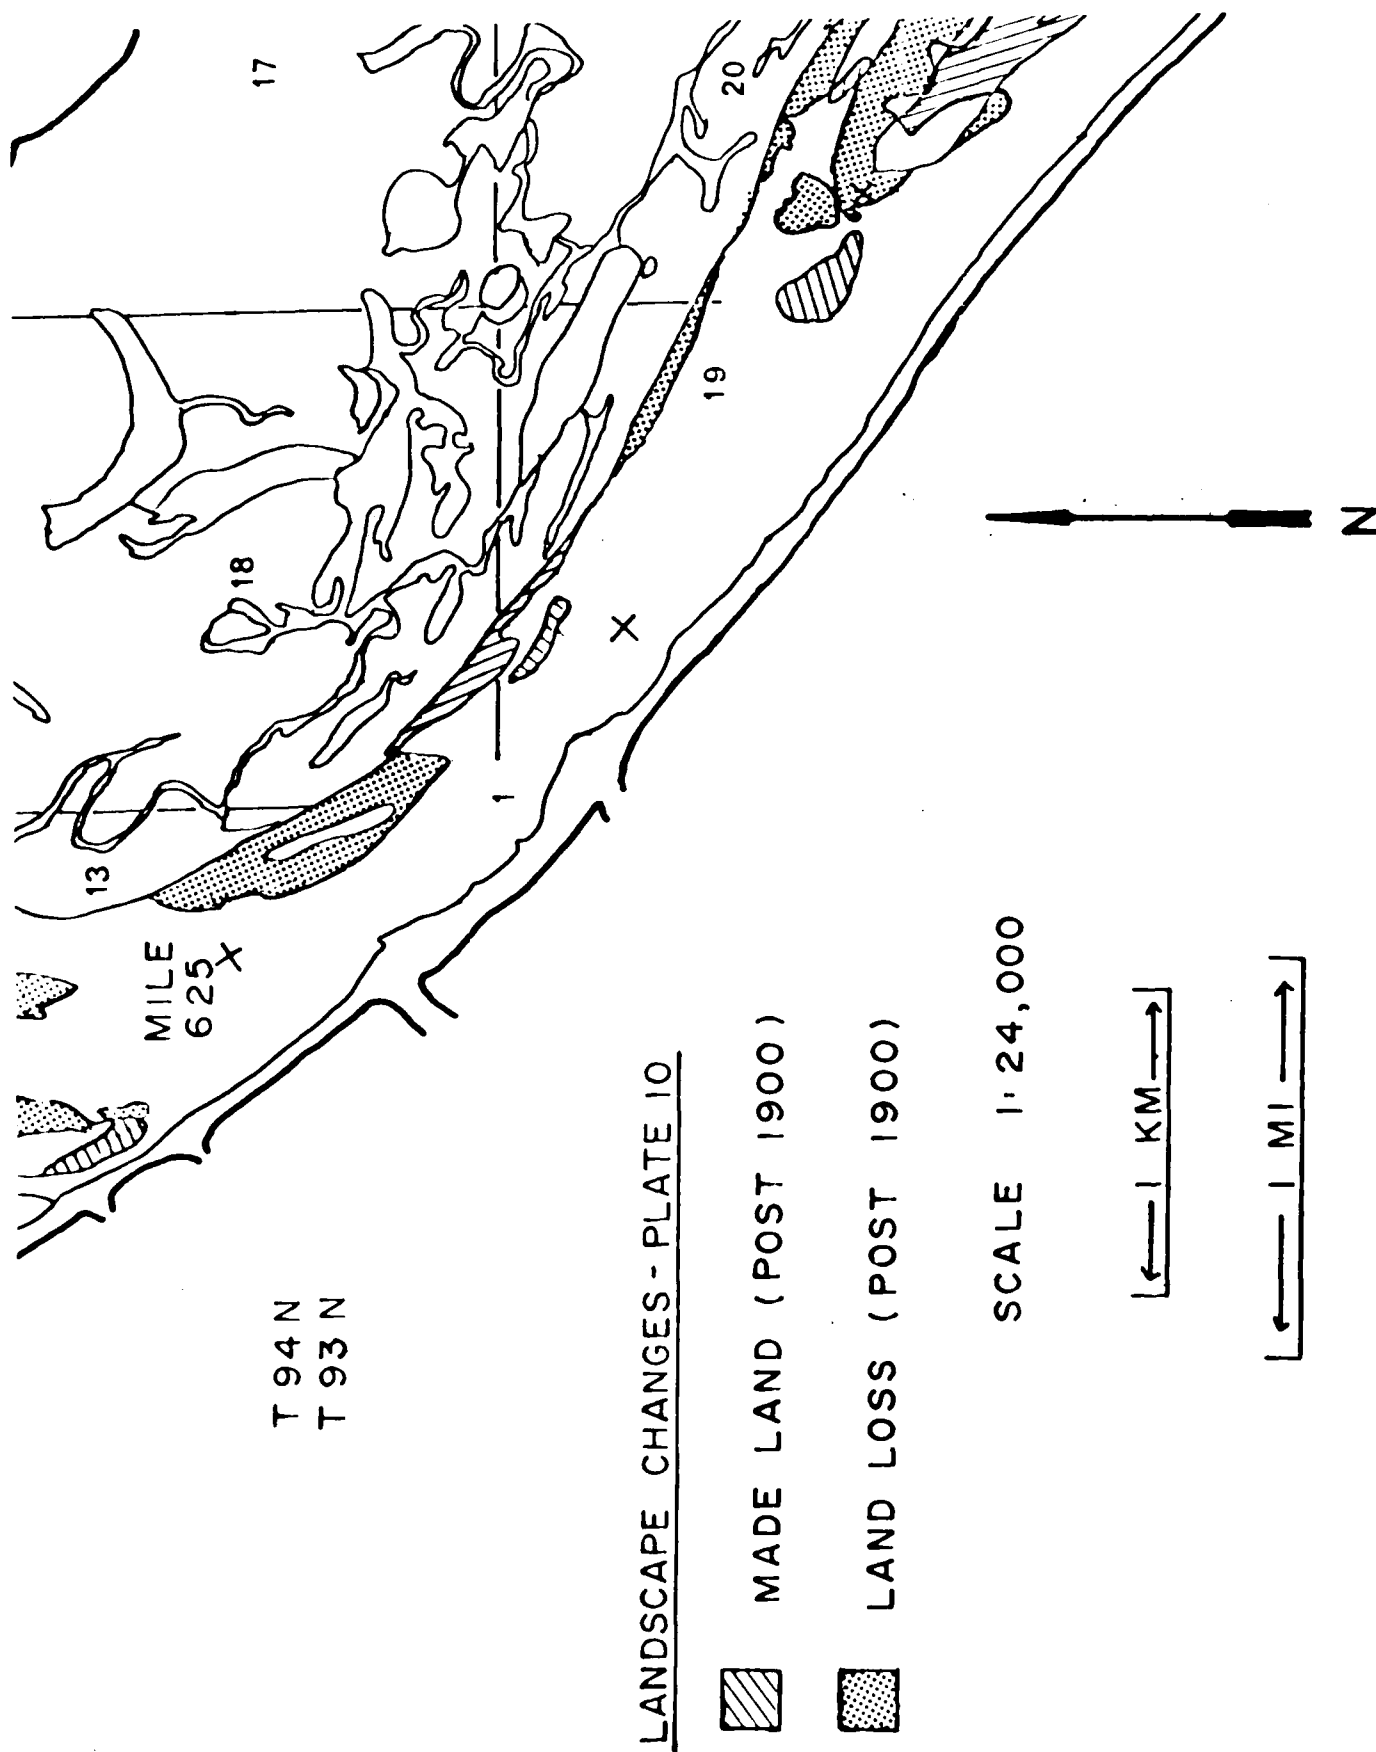 17
20
18
19
13
1
MILE
625
T 94 N
T 93 N
N
LANDSCAPE CHANGES - PLATE 10
MADE LAND (POST 1900)
LAND LOSS (POST 1900)
SCALE 1:24,000
1 KM
1 MI